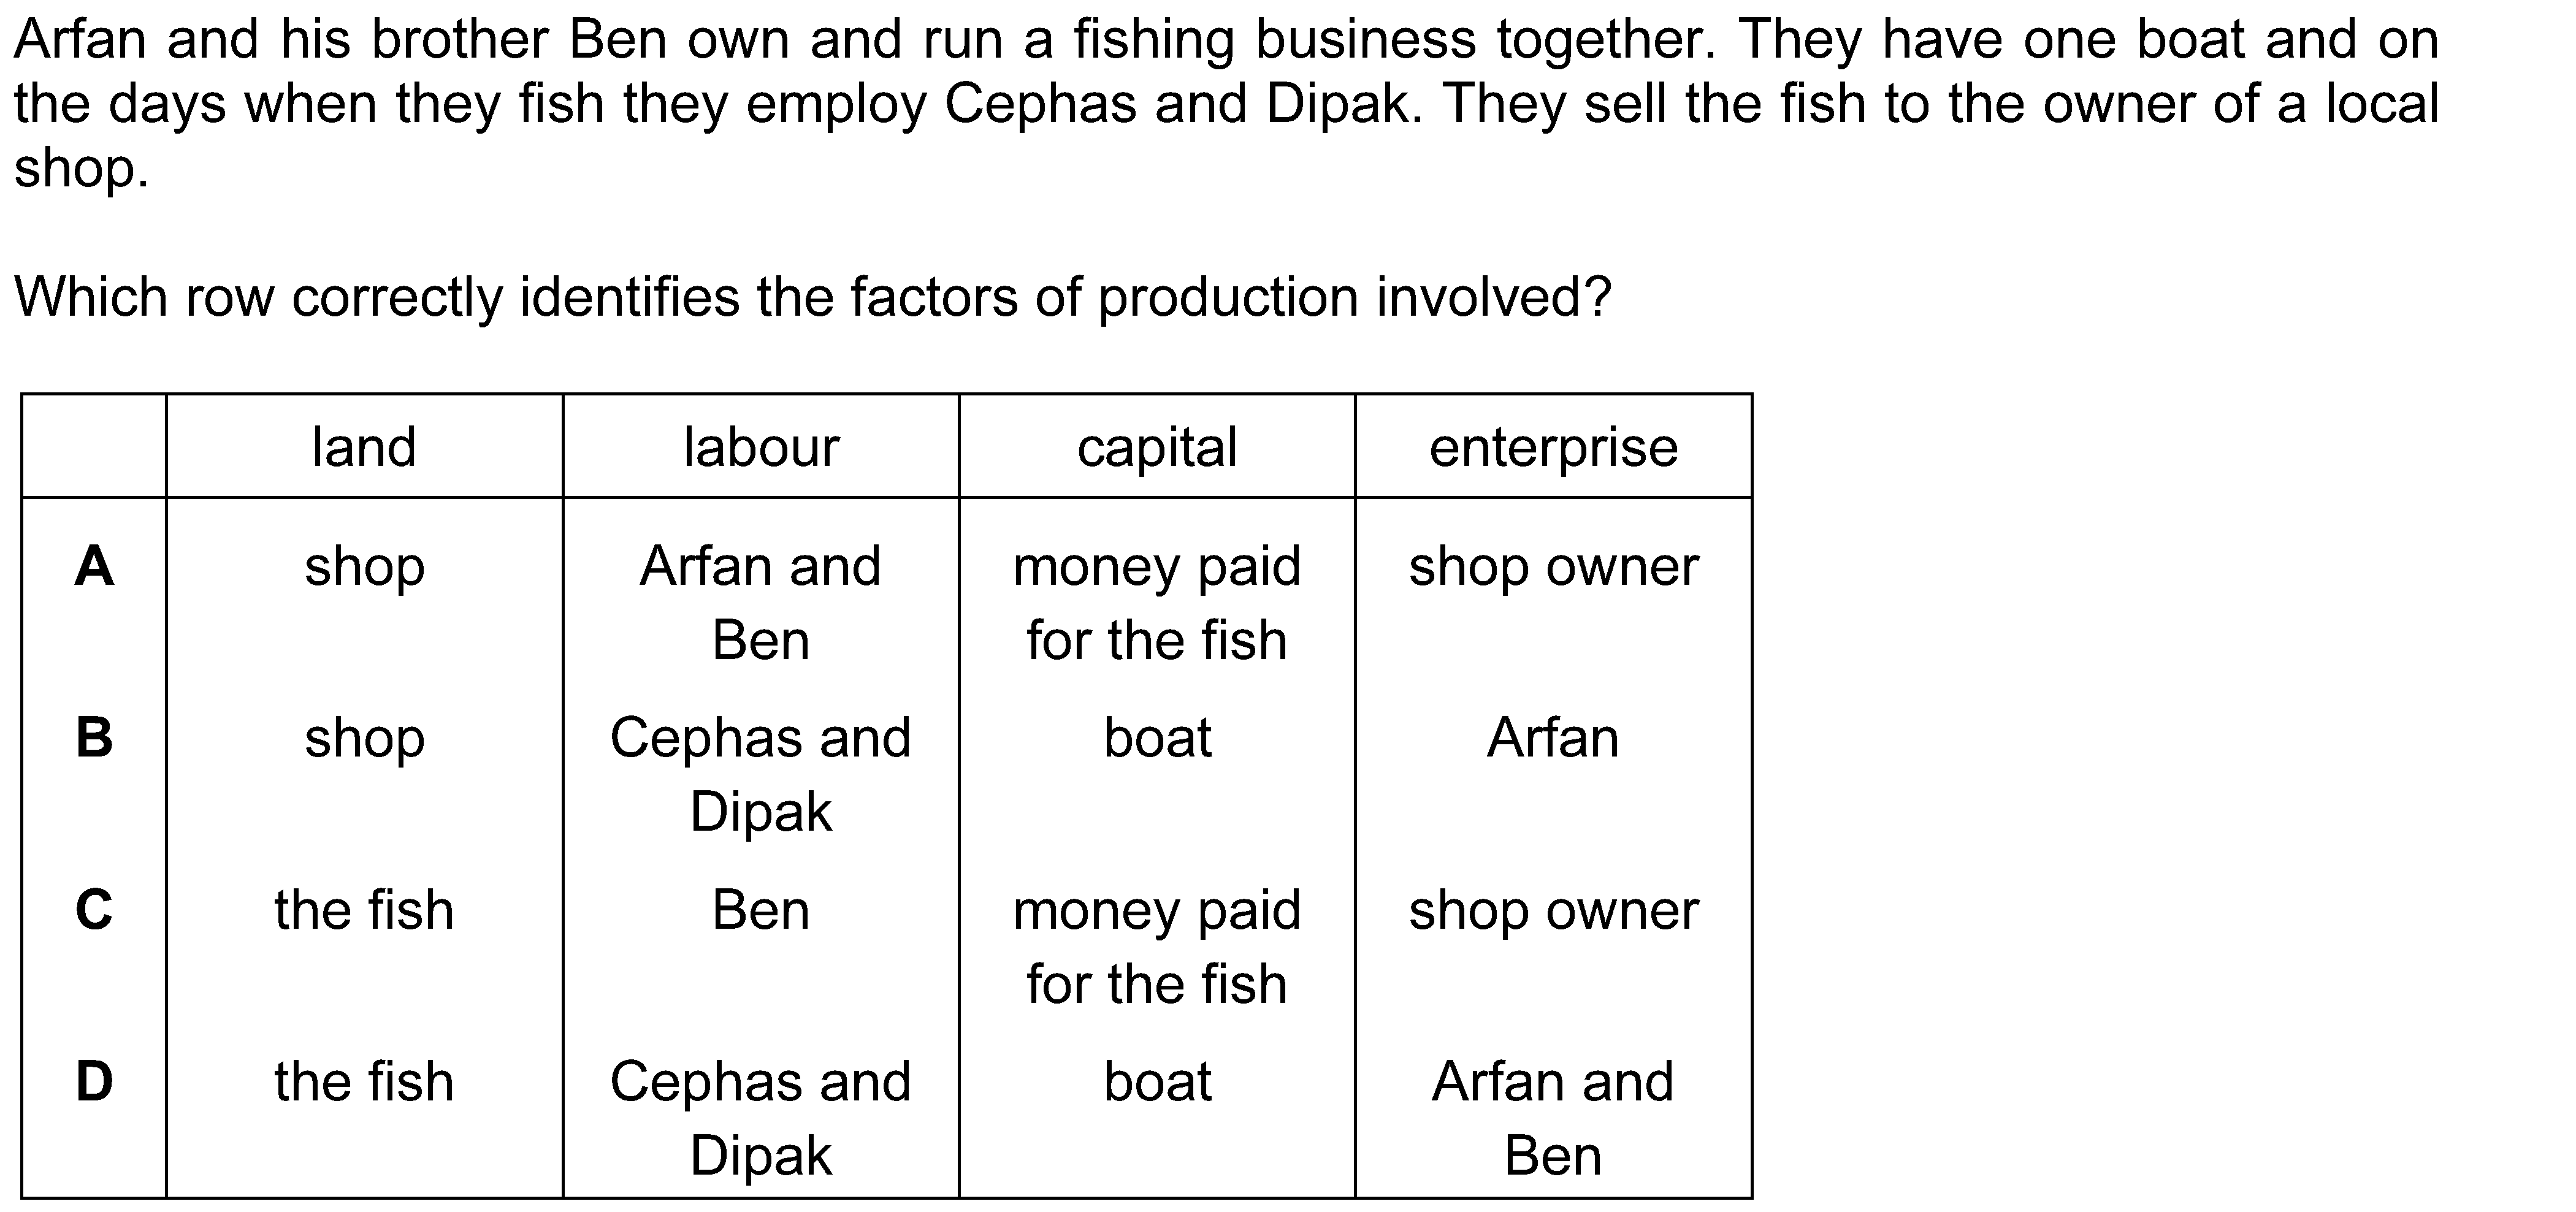 Arfan and his brother Ben own and run a fishing business together. They have one boat and on
the days when they fish they employ Cephas and Dipak. They sell the fish to the owner of a local
shop.
Which row correctly identifies the factors of production involved?
land labour capital enterprise
A shop Arfan and money paid shop owner
Ben for the fish
B shop Cephas and boat Arfan
Dipak
C the fish Ben money paid shop owner
for the fish
D the fish Cephas and boat Arfan and
Dipak Ben